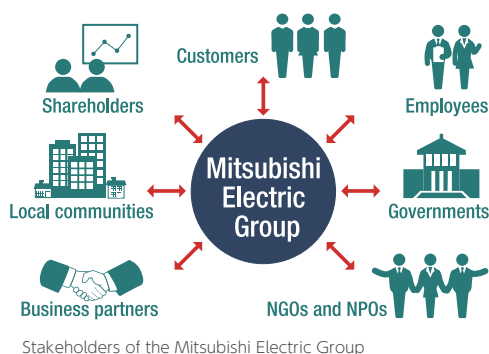 Customers
Shareholders
Employees
Mitsubishi
Electric
Group
Local communities
Governments
Business partners
NGOs and NPOs
Stakeholders of the Mitsubishi Electric Group